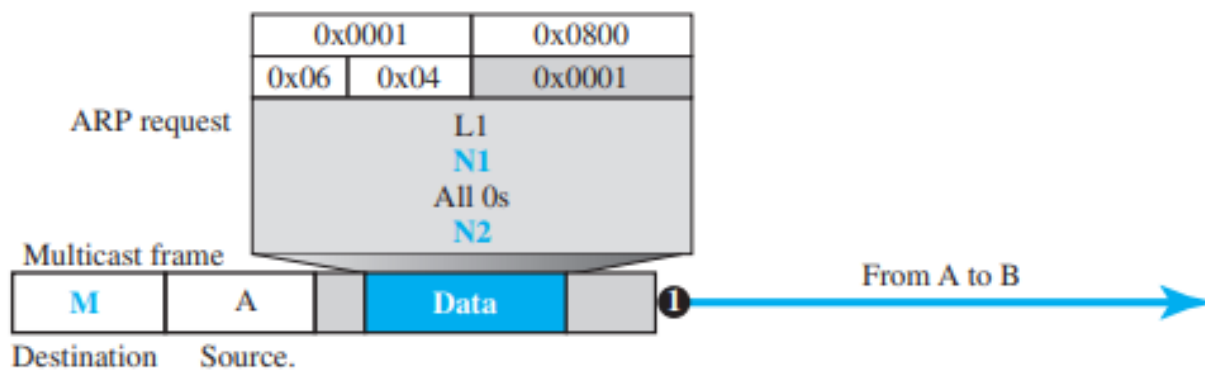 0x0001 0x0800
0x06 0x04 0x0001
ARP request
L1
N1
All 0s
N2
Multicast frame
M A Data 1 From A to B
Destination Source.